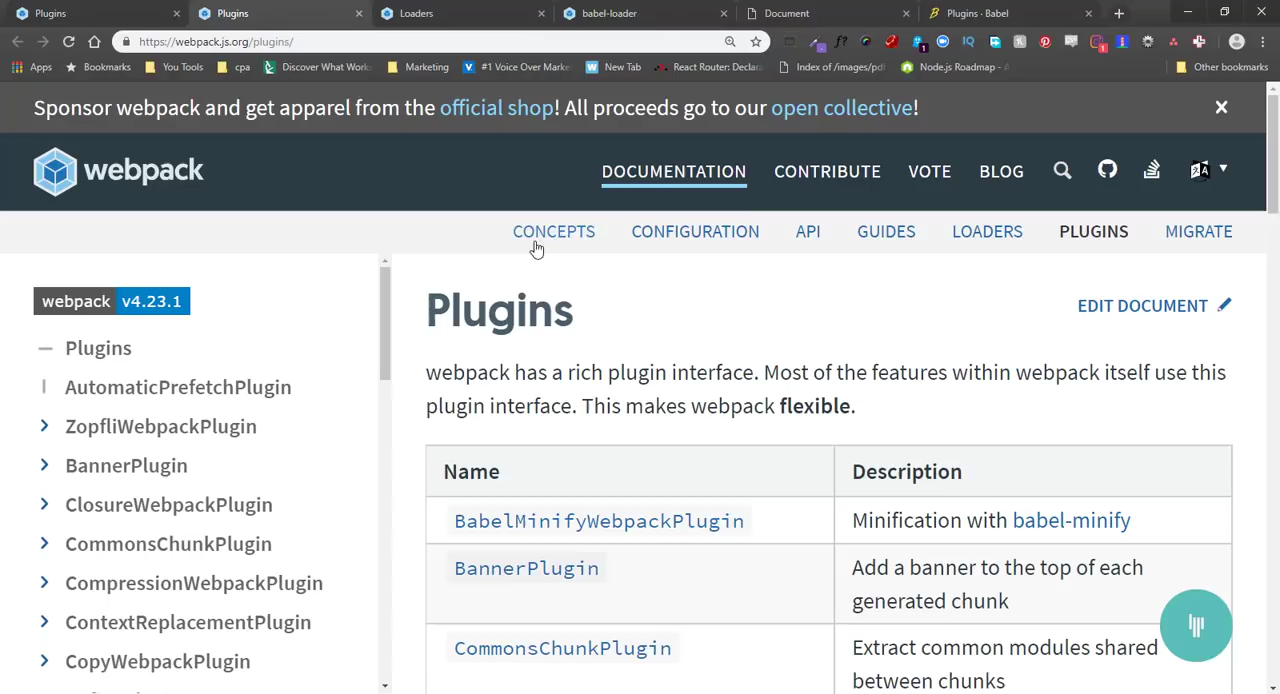 Plugins
Plugins
Loaders
babel-loader
Document
Plugins · Babel
https://webpack.js.org/plugins/
Apps
Bookmarks
You Tools
cpa
Discover What Work
Marketing
#1 Voice Over Marke
New Tab
React Router: Declara
Index of /images/pdf
Node.js Roadmap - A
Other bookmarks
Sponsor webpack and get apparel from the official shop! All proceeds go to our open collective!
webpack
DOCUMENTATION
CONTRIBUTE
VOTE
BLOG
CONCEPTS
CONFIGURATION
API
GUIDES
LOADERS
PLUGINS
MIGRATE
webpack v4.23.1
Plugins
AutomaticPrefetchPlugin
ZopfliWebpackPlugin
BannerPlugin
ClosureWebpackPlugin
CommonsChunkPlugin
CompressionWebpackPlugin
ContextReplacementPlugin
CopyWebpackPlugin
Plugins
EDIT DOCUMENT
webpack has a rich plugin interface. Most of the features within webpack itself use this
plugin interface. This makes webpack flexible.
Name
Description
BabelMinifyWebpackPlugin
Minification with babel-minify
BannerPlugin
Add a banner to the top of each
generated chunk
CommonsChunkPlugin
Extract common modules shared
between chunks